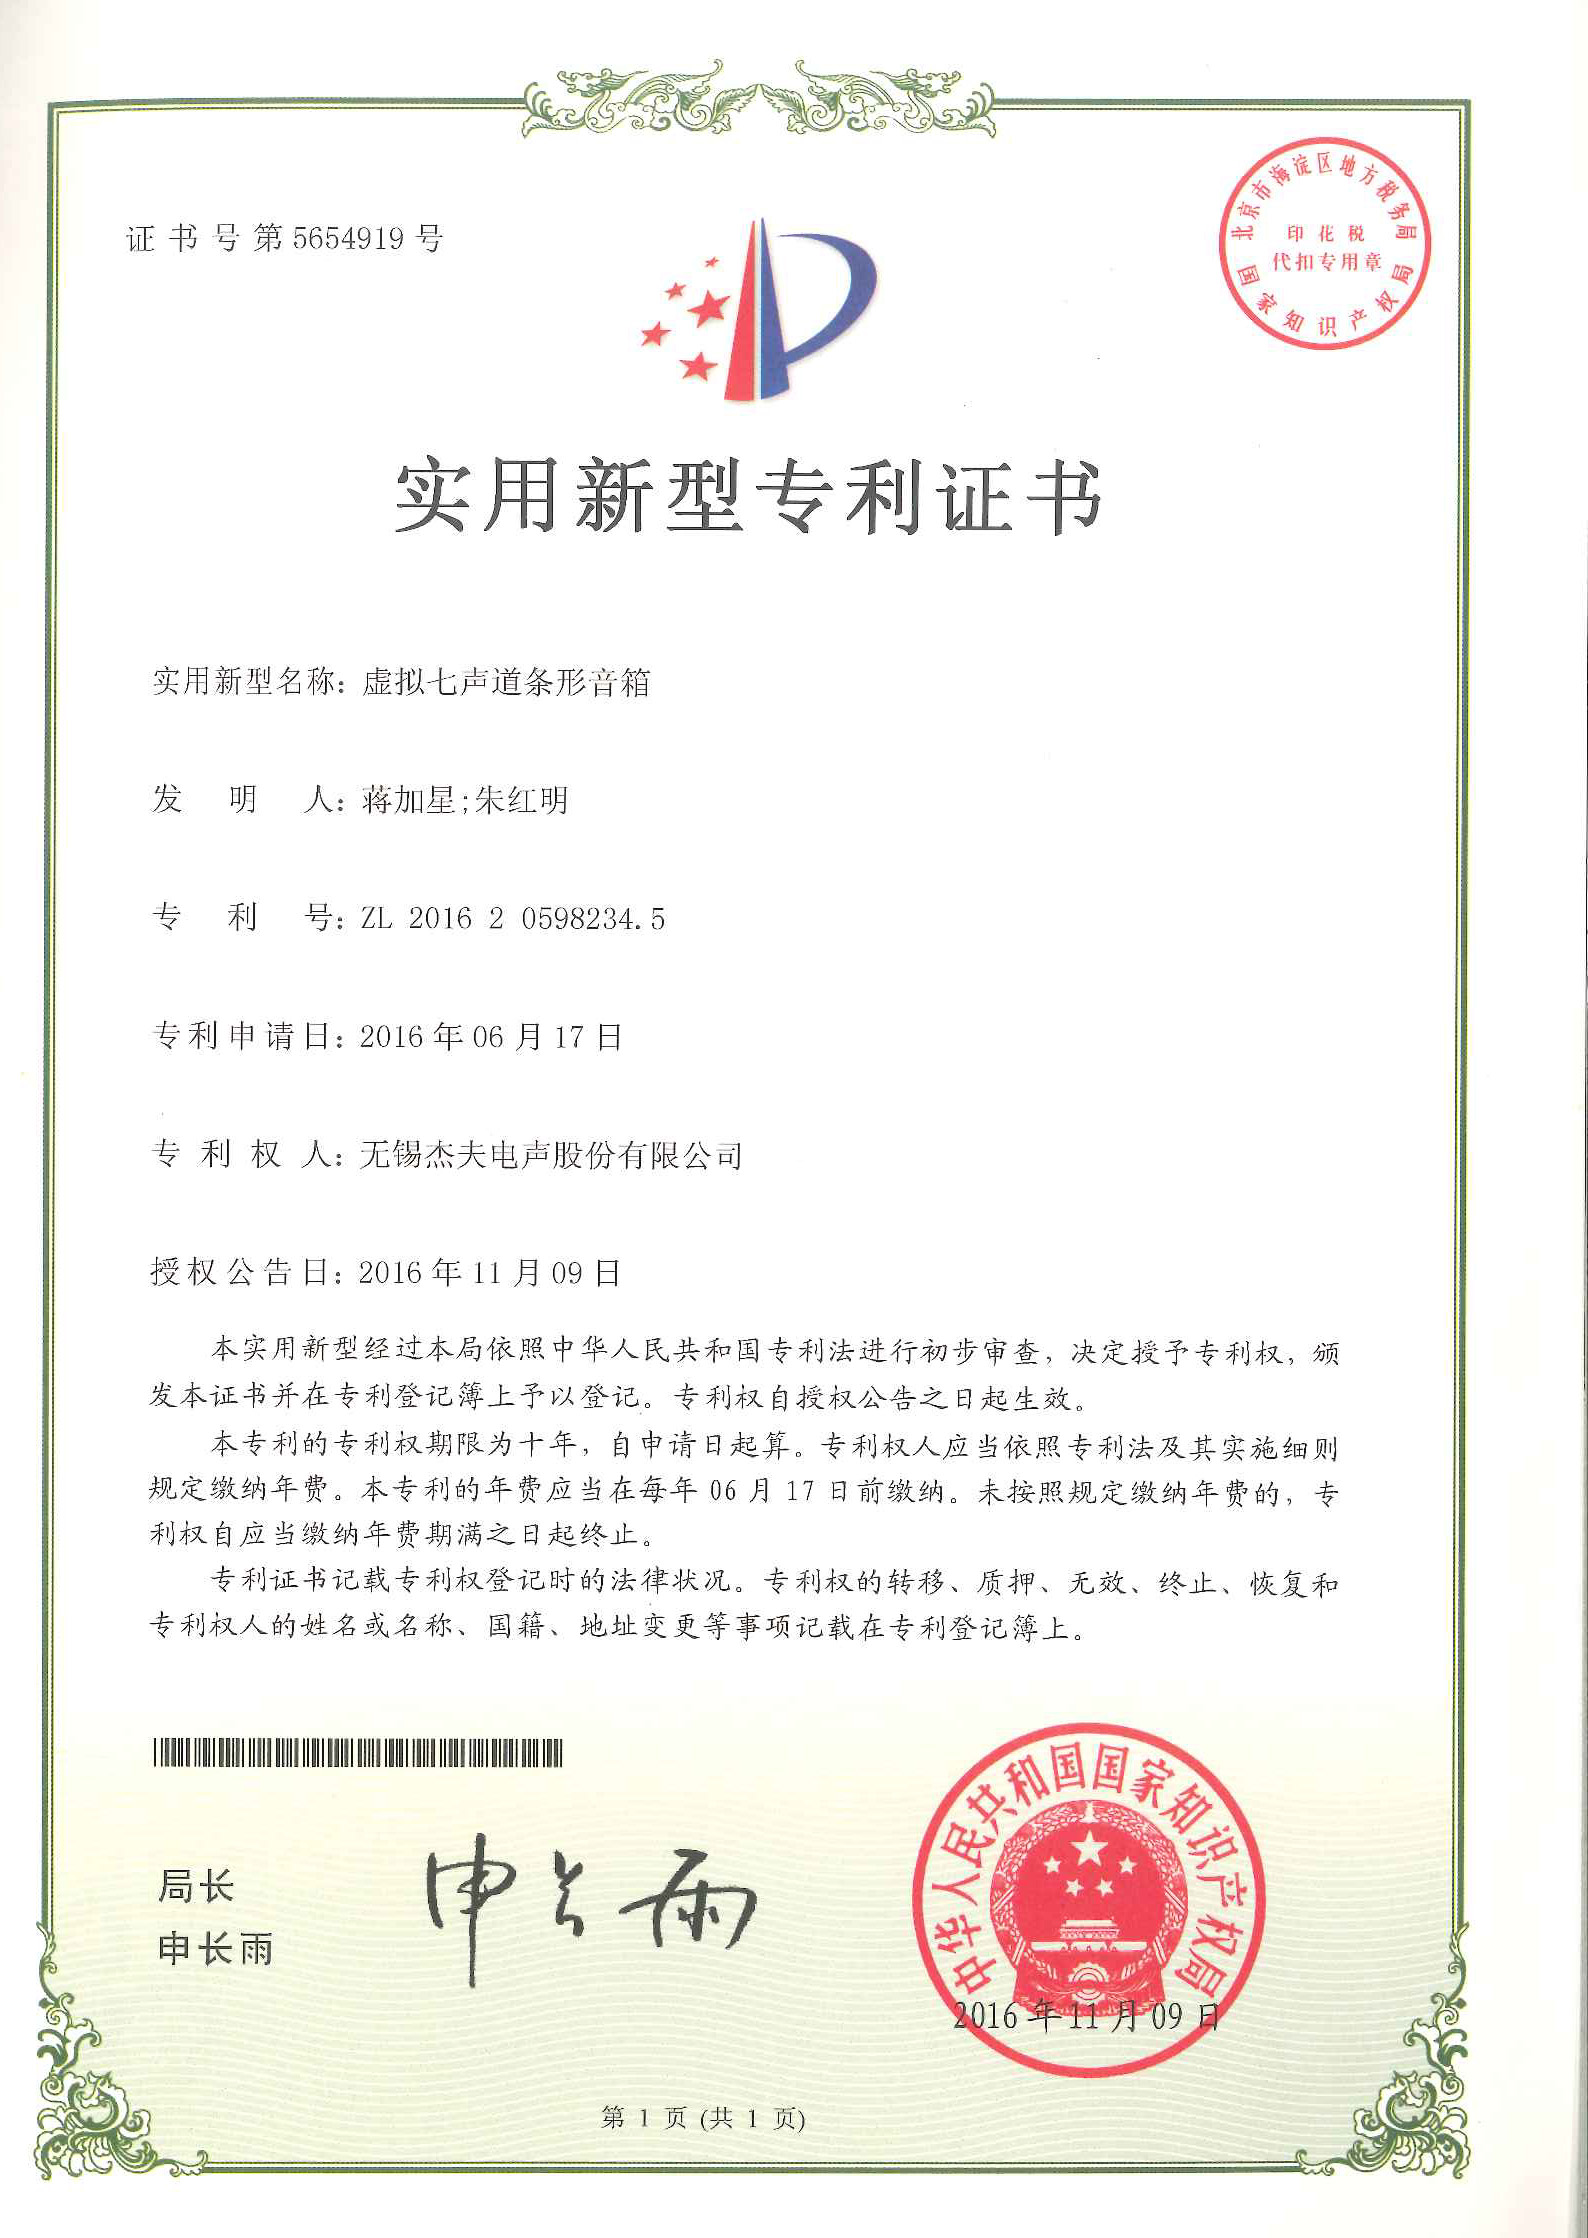 证书号第5654919号
北京市海淀区地方税务局
印花税
代扣专用章
国家知识产权局
实用新型专利证书
实用新型名称：虚拟七声道条形音箱
发明人：蒋加星;朱红明
专利号：ZL 2016 2 0598234.5
专利申请日：2016年06月17日
专利权人：无锡杰夫电声股份有限公司
授权公告日：2016年11月09日
本实用新型经过本局依照中华人民共和国专利法进行初步审查，决定授予专利权，颁
发本证书并在专利登记簿上予以登记。专利权自授权公告之日起生效。
本专利的专利权期限为十年，自申请日起算。专利权人应当依照专利法及其实施细则
规定缴纳年费。本专利的年费应当在每年06月17日前缴纳。未按照规定缴纳年费的，专
利权自应当缴纳年费期满之日起终止。
专利证书记载专利权登记时的法律状况。专利权的转移、质押、无效、终止、恢复和
专利权人的姓名或名称、国籍、地址变更等事项记载在专利登记簿上。
局长
申长雨
申长雨
中华人民共和国国家知识产权局
2016年11月09日
第 1 页 (共 1 页)